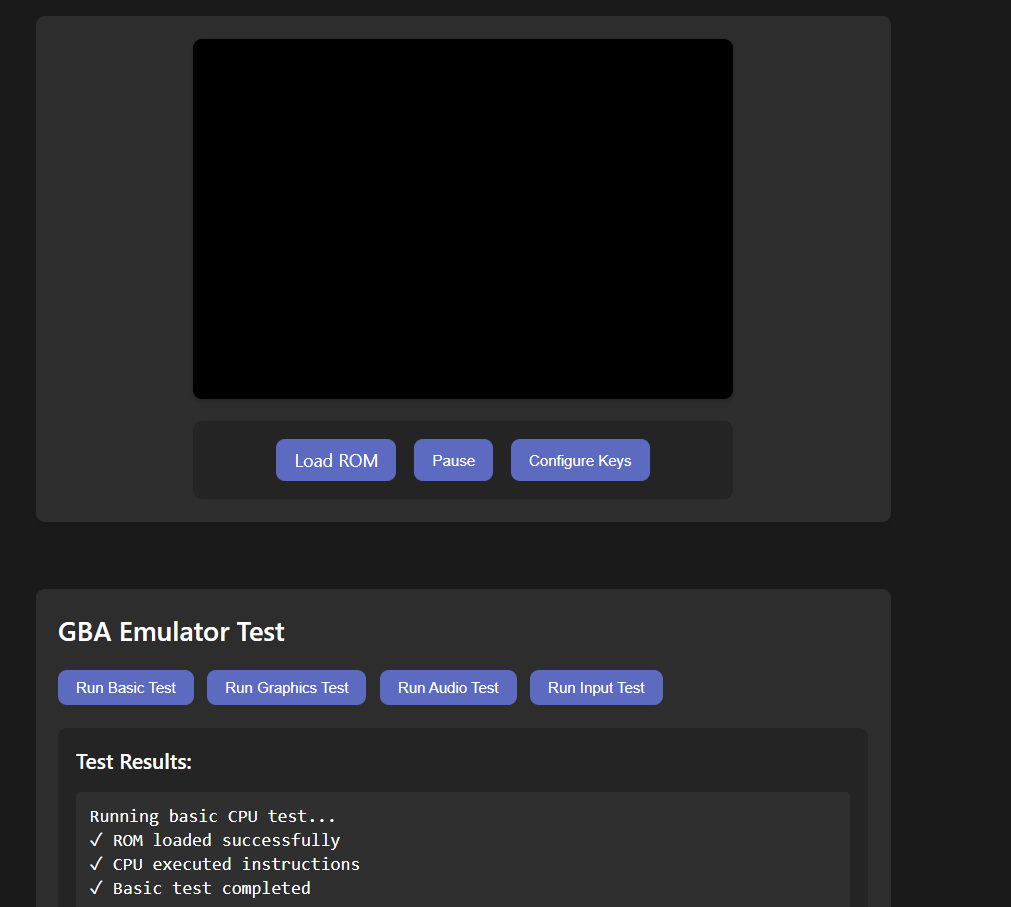 Load ROM Pause Configure Keys
GBA Emulator Test
Run Basic Test Run Graphics Test Run Audio Test Run Input Test
Test Results:
Running basic CPU test...
✓ ROM loaded successfully
✓ CPU executed instructions
✓ Basic test completed